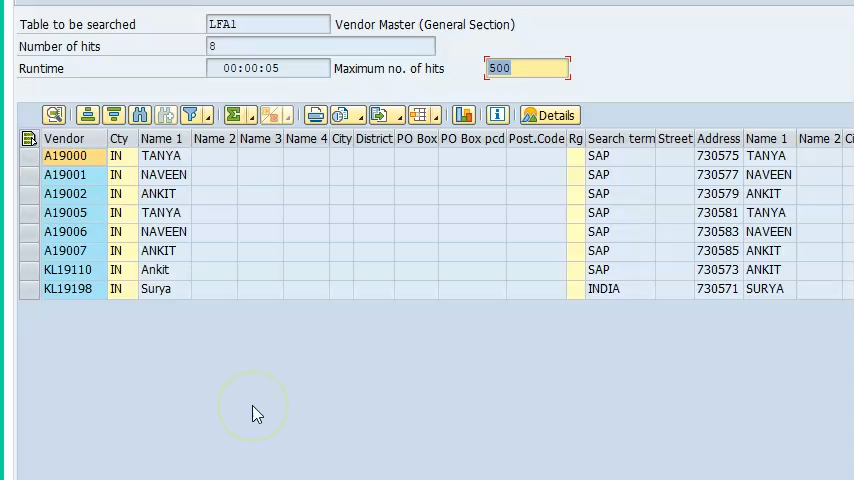 Table to be searched LFA1 Vendor Master (General Section)
Number of hits 8
Runtime 00:00:05 Maximum no. of hits 500
Details
Vendor Cty Name 1 Name 2 Name 3 Name 4 City District PO Box PO Box pcd Post.Code Rg Search term Street Address Name 1 Name 2
A19000 IN TANYA SAP 730575 TANYA
A19001 IN NAVEEN SAP 730577 NAVEEN
A19002 IN ANKIT SAP 730579 ANKIT
A19005 IN TANYA SAP 730581 TANYA
A19006 IN NAVEEN SAP 730583 NAVEEN
A19007 IN ANKIT SAP 730585 ANKIT
KL19110 IN Ankit SAP 730573 ANKIT
KL19198 IN Surya INDIA 730571 SURYA